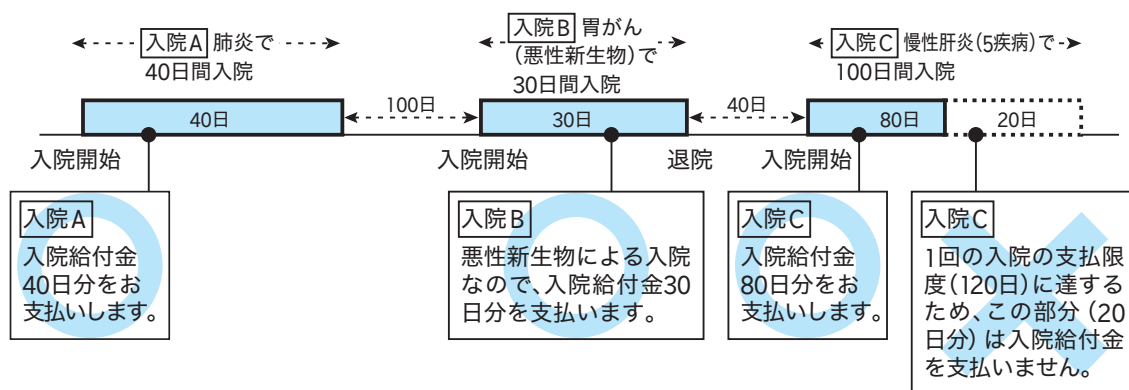 入院A 肺炎で
40日間入院
入院B 胃がん
(悪性新生物)で
30日間入院
入院C 慢性肝炎(5疾病)で
100日間入院
40日
100日
30日
40日
80日
20日
入院開始
入院開始
退院
入院開始
入院A
入院給付金
40日分をお
支払いします。
入院B
悪性新生物による入院
なので、入院給付金30
日分を支払います。
入院C
入院給付金
80日分をお
支払いします。
入院C
1回の入院の支払限
度(120日)に達する
ため、この部分(20
日分)は入院給付金
を支払いません。